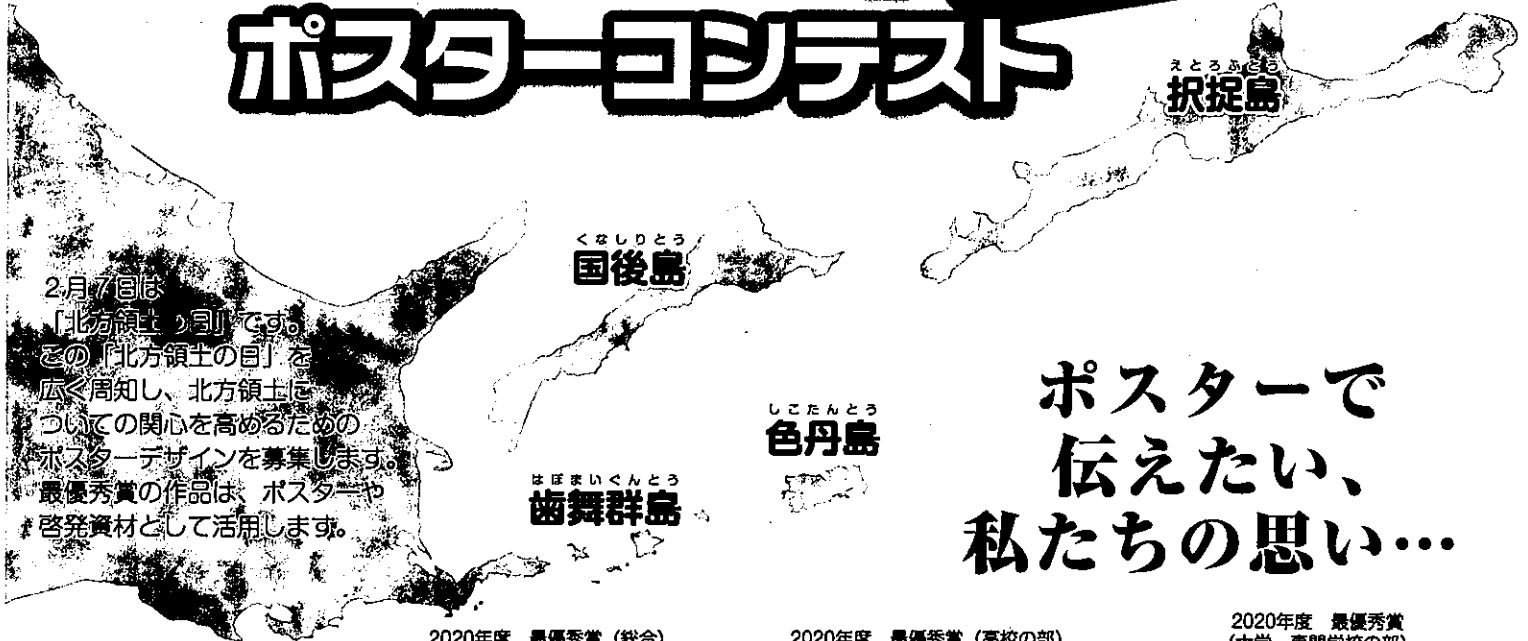 ポスターコンテスト
えとろふとう
択捉島
くなしりとう
国後島
しこたんとう
色丹島
はぼまいぐんとう
歯舞群島
2月7日は
「北方領土の日」です。
この「北方領土の日」を
広く周知し、北方領土に
ついての関心を高めるための
ポスターデザインを募集します。
最優秀賞の作品は、ポスターや
啓発資材として活用します。
ポスターで
伝えたい、
私たちの思い…
2020年度 最優秀賞（総合）
2020年度 最優秀賞（高校の部）
2020年度 最優秀賞
（大学、専門学校の部）